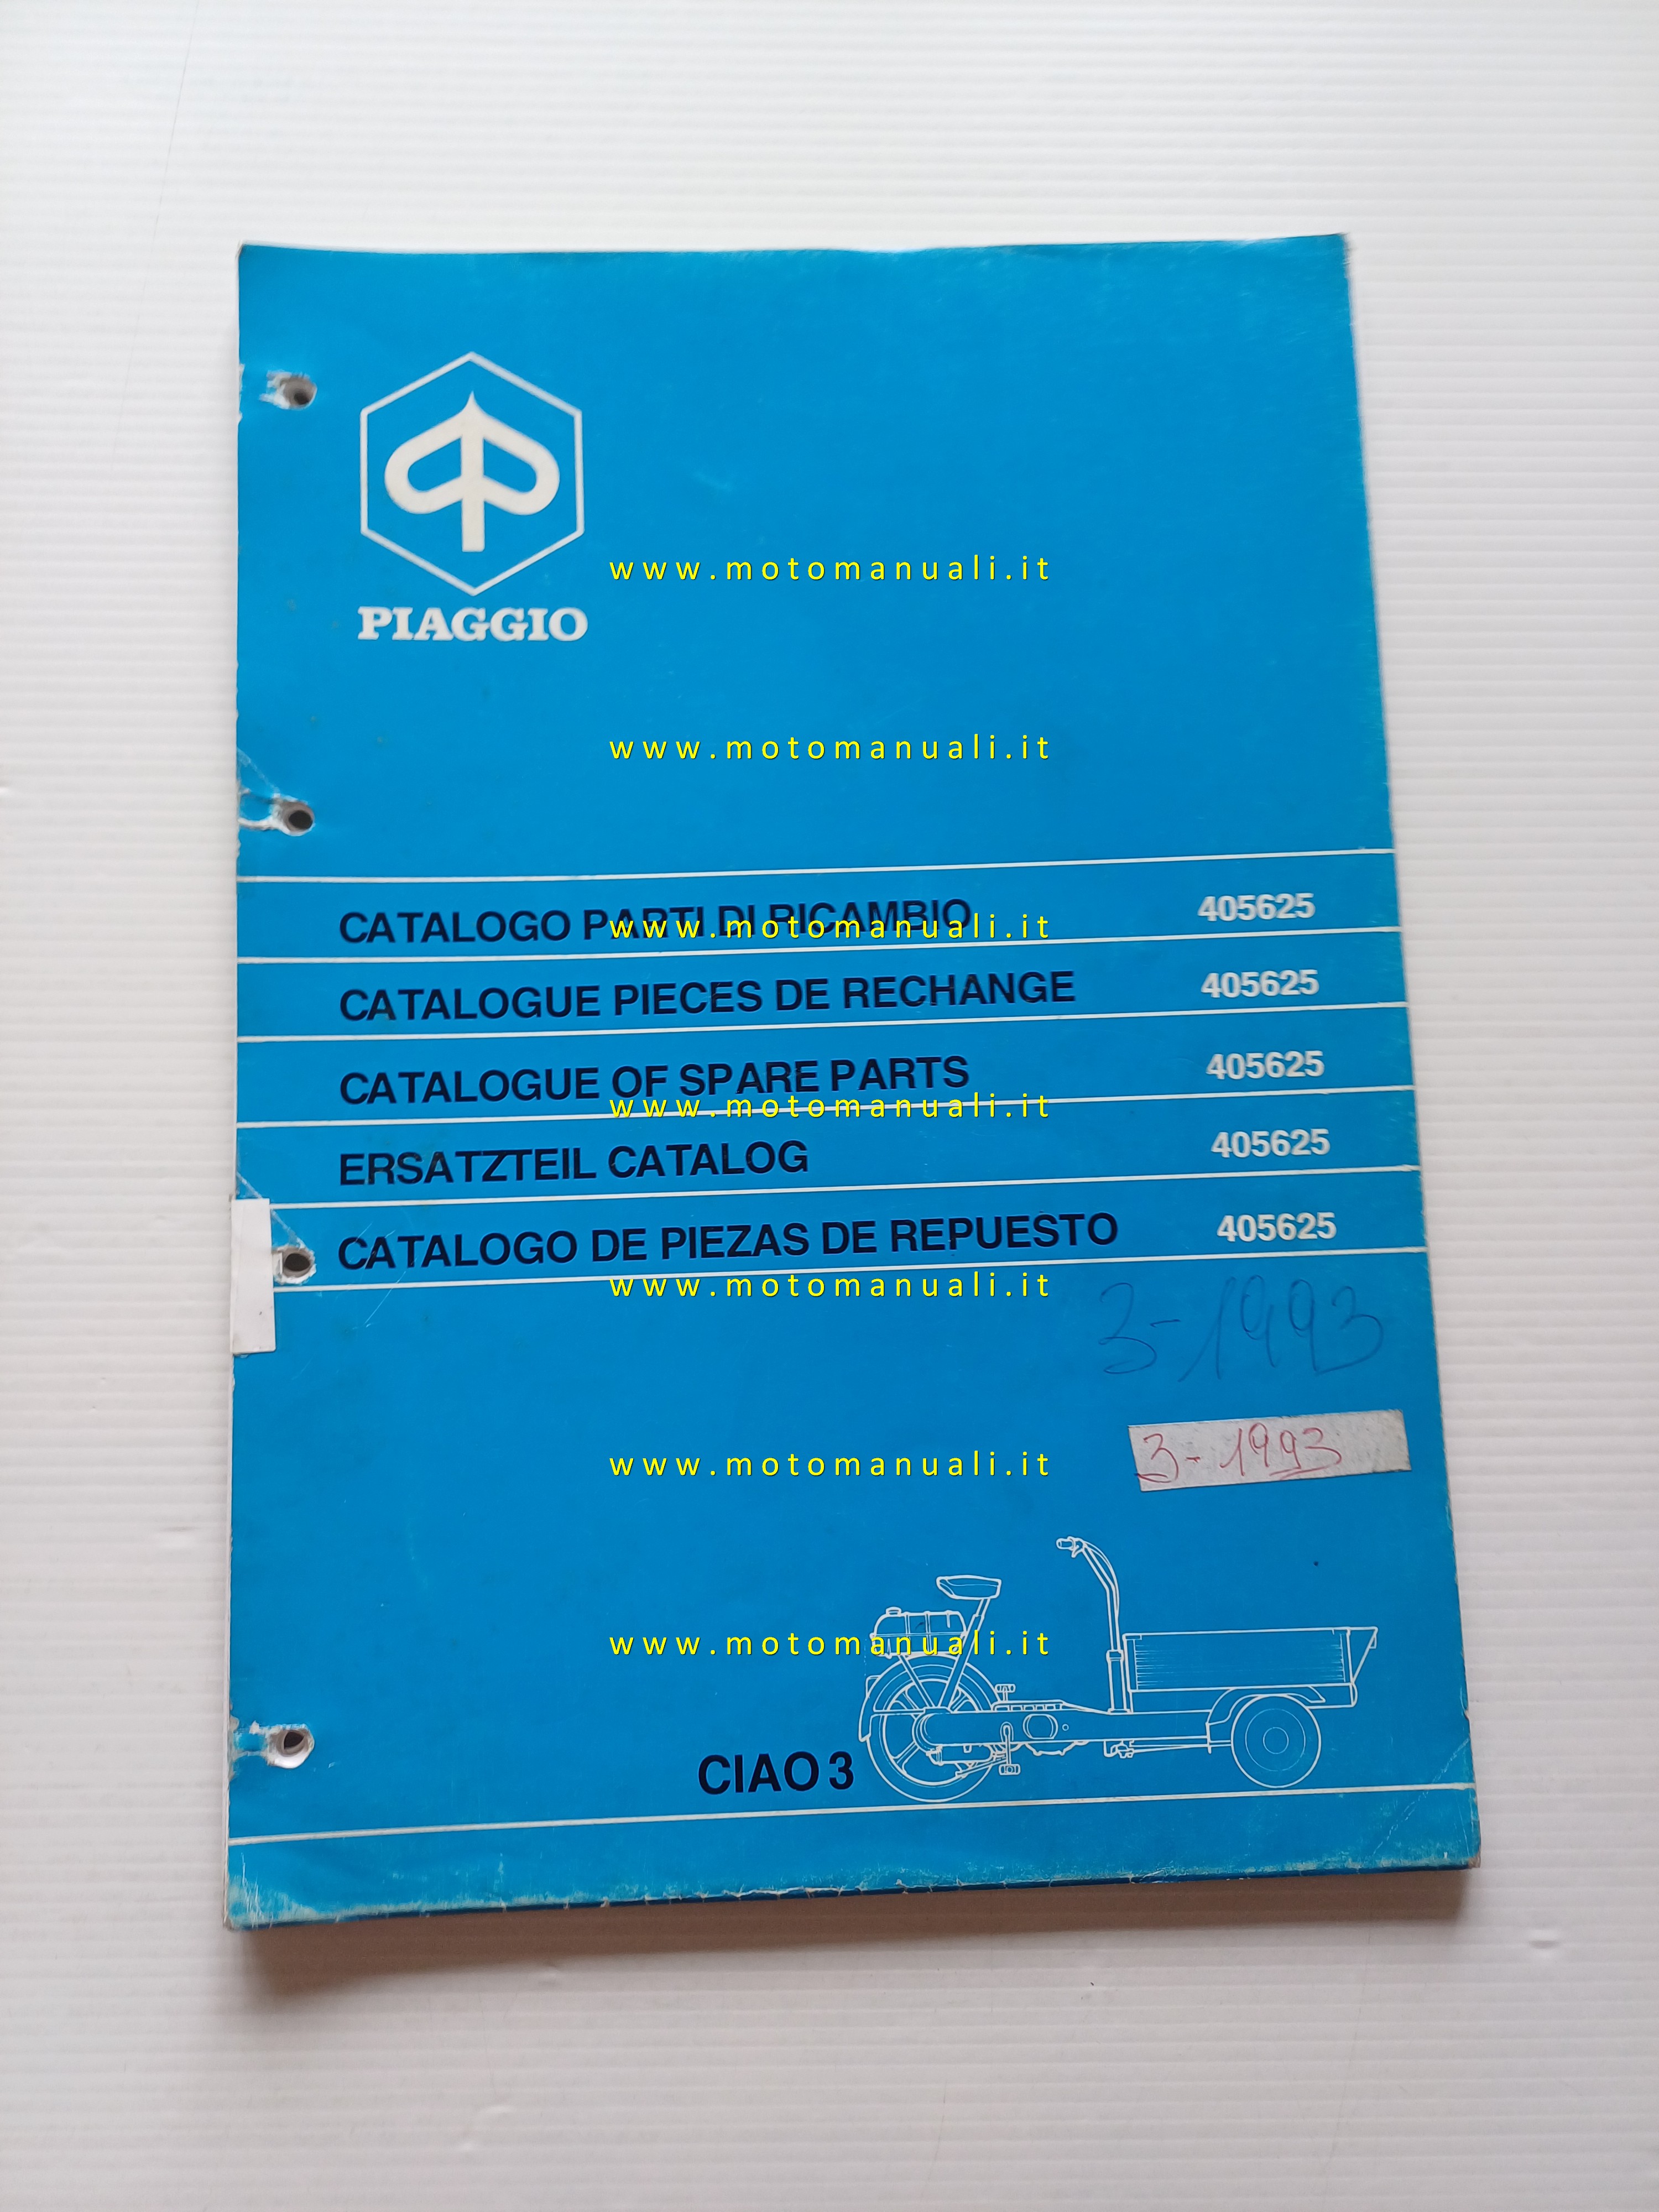 PIAGGIO
www.motomanuali.it
www.motomanuali.it
CATALOGO PARTI DI RICAMBIO 405625
www.motomanuali.it
CATALOGUE PIECES DE RECHANGE 405625
CATALOGUE OF SPARE PARTS 405625
www.motomanuali.it
ERSATZTEIL CATALOG 405625
CATALOGO DE PIEZAS DE REPUESTO 405625
www.motomanuali.it
3-1993
3-1993
www.motomanuali.it
www.motomanuali.it
CIAO 3